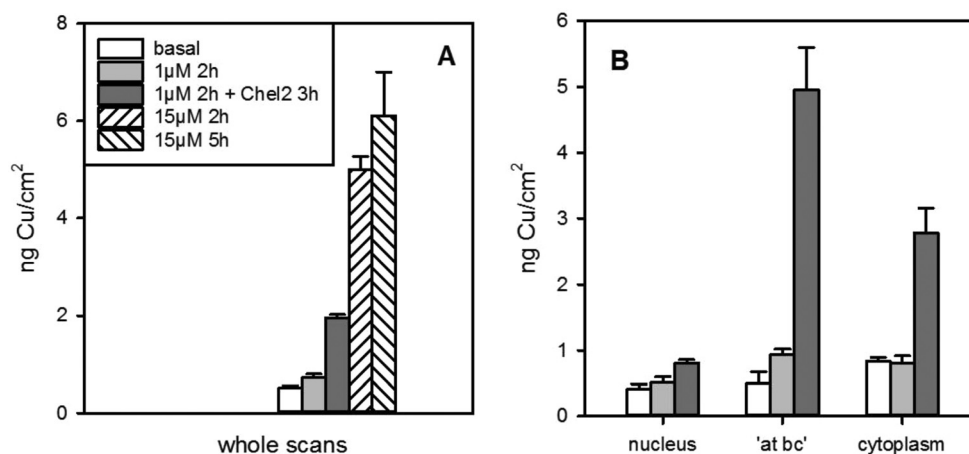 A
8
6
4
2
0
ng Cu/cm²
basal
1µM 2h
1µM 2h + Chel2 3h
15µM 2h
15µM 5h
whole scans
B
6
5
4
3
2
1
0
ng Cu/cm²
nucleus 'at bc' cytoplasm